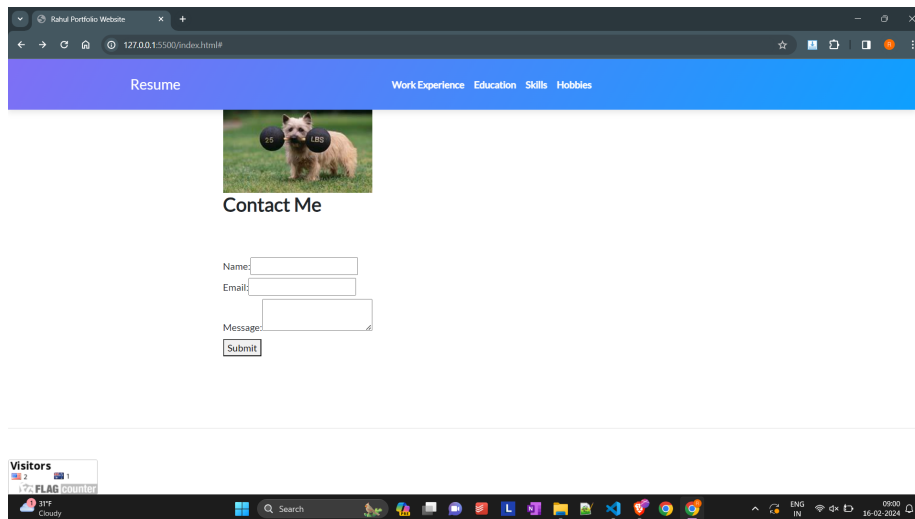 Rahul Portfolio Website
127.0.0.1:5500/index.html#
Resume
Work Experience Education Skills Hobbies
25 LBS
Contact Me
Name:
Email:
Message:
Submit
Visitors
2 1
FLAG counter
1
31°F
Cloudy
Search
L
N
ENG
IN
09:00
16-02-2024